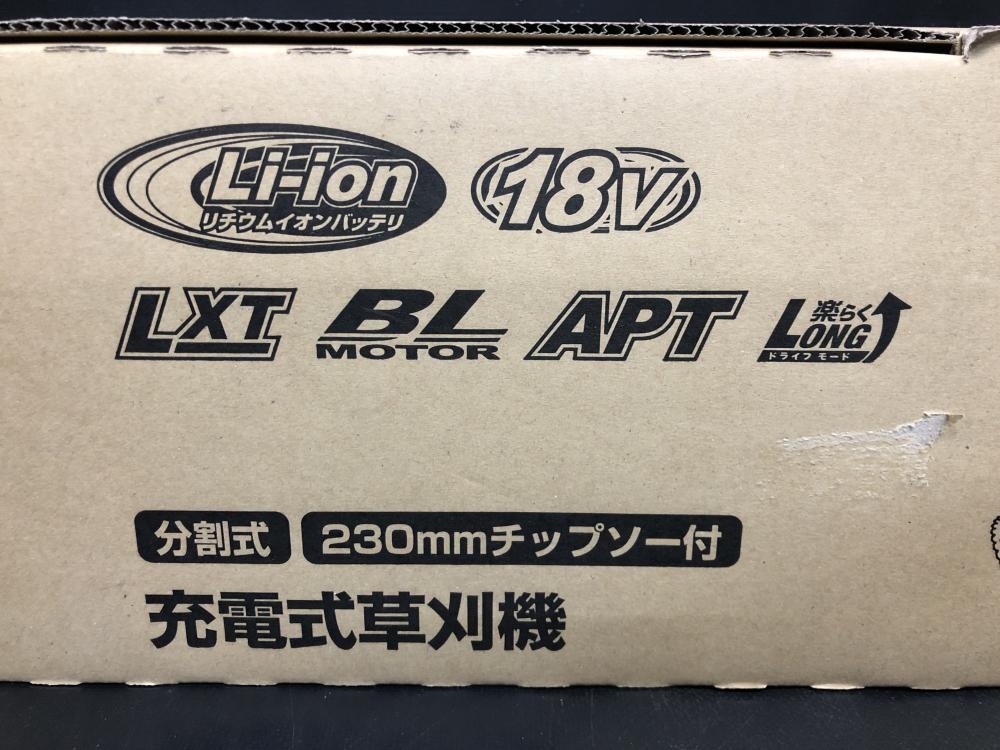 Li-ion
リチウムイオンバッテリ
18V
LXT
BL
MOTOR
APT
楽らく
LONG
ドライブモード
分割式
230mmチップソー付
充電式草刈機